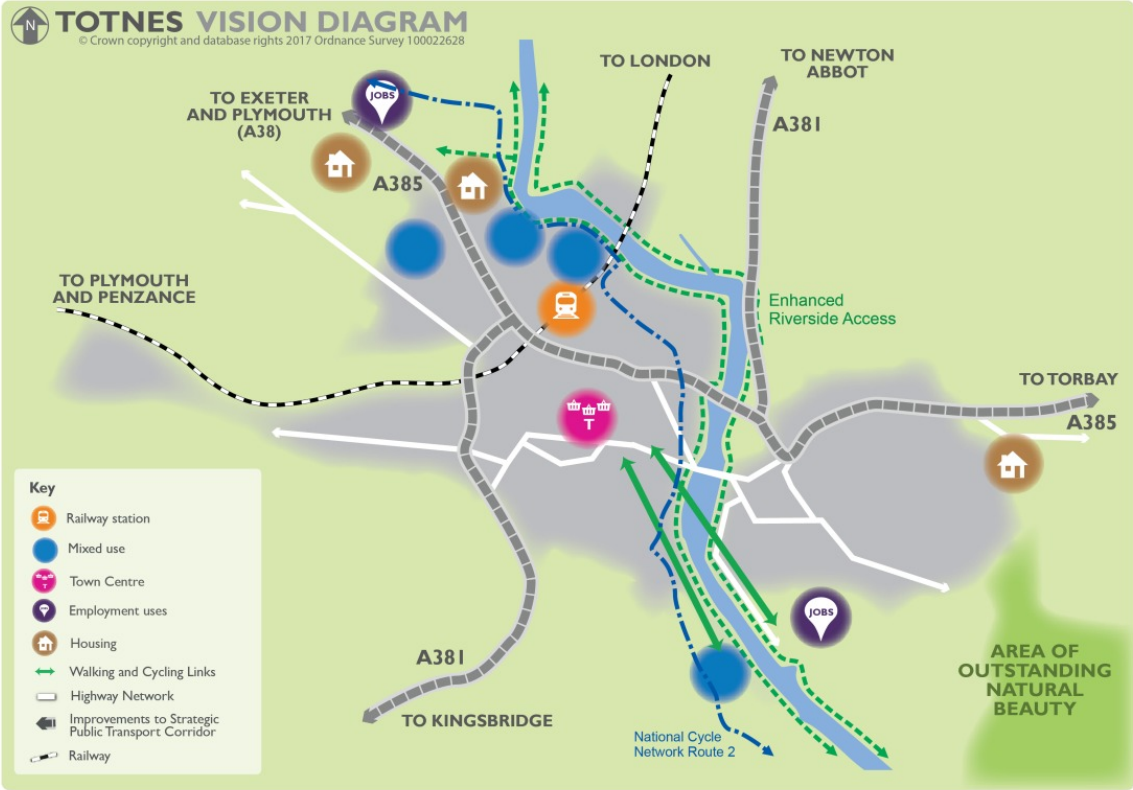 N
TOTNES VISION DIAGRAM
© Crown copyright and database rights 2017 Ordnance Survey 100022628
TO LONDON
TO NEWTON
ABBOT
JOBS
TO EXETER
AND PLYMOUTH
(A38)
A381
A385
TO PLYMOUTH
AND PENZANCE
Enhanced
Riverside Access
TO TORBAY
A385
T
Key
Railway station
Mixed use
T
Town Centre
Employment uses
Housing
Walking and Cycling Links
Highway Network
Improvements to Strategic
Public Transport Corridor
Railway
JOBS
A381
TO KINGSBRIDGE
AREA OF
OUTSTANDING
NATURAL
BEAUTY
National Cycle
Network Route 2